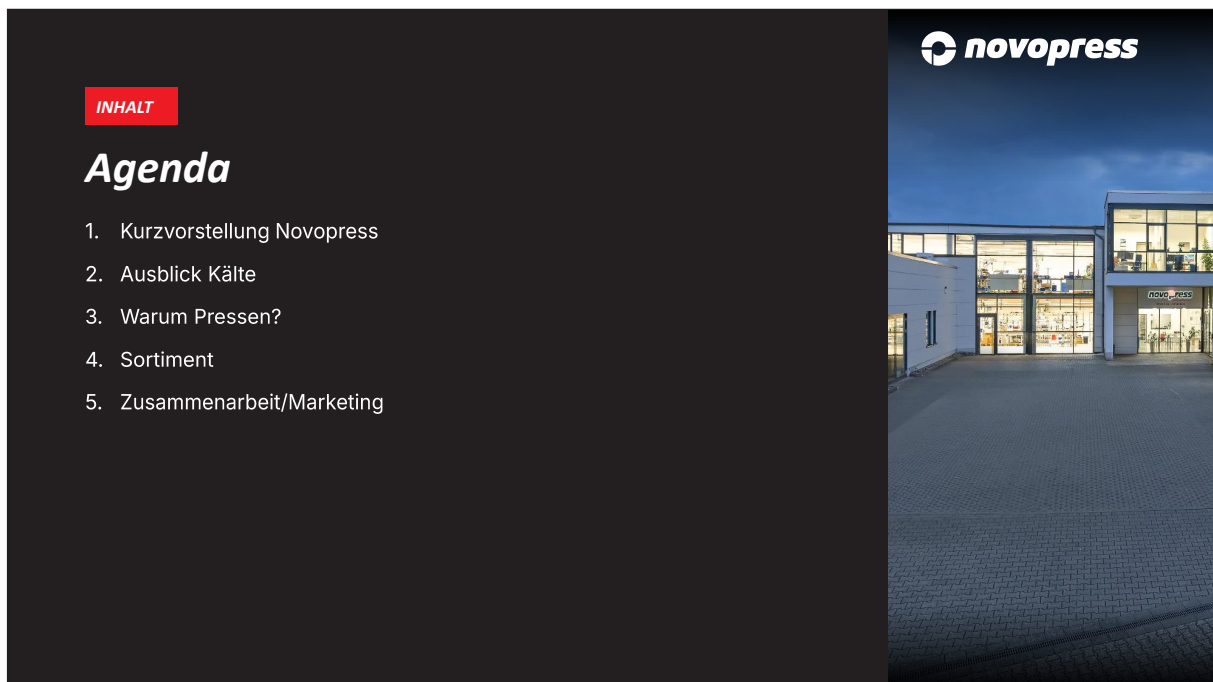 novopress
INHALT
Agenda
1. Kurzvorstellung Novopress
2. Ausblick Kälte
3. Warum Pressen?
4. Sortiment
5. Zusammenarbeit/Marketing
novopress